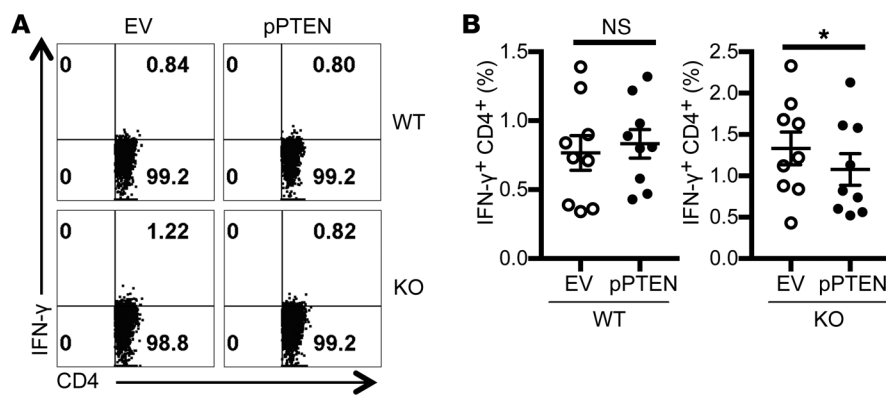 A
EV pPTEN
IFN-γ
0 0.84 0 0.80
WT
0 99.2 0 99.2
0 1.22 0 0.82
KO
0 98.8 0 99.2
CD4
B
NS
IFN-γ+ CD4+ (%)
1.5
1.0
0.5
0.0
EV pPTEN
WT
*
IFN-γ+ CD4+ (%)
2.5
2.0
1.5
1.0
0.5
0.0
EV pPTEN
KO